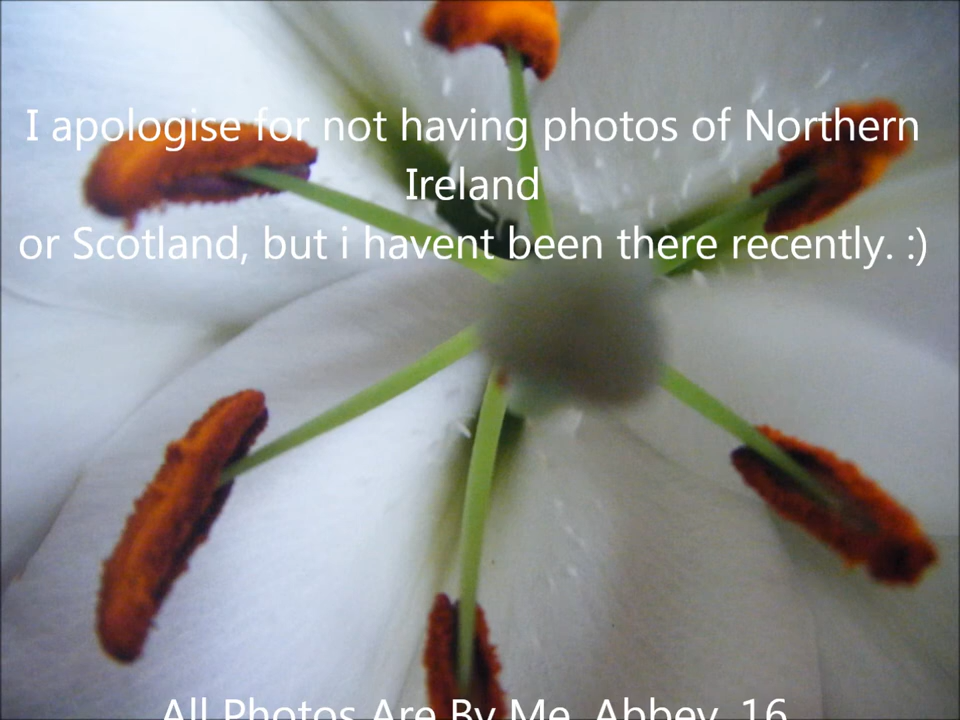 I apologise for not having photos of Northern
Ireland
or Scotland, but i havent been there recently. :)
All Photos Are By Me, Abbey, 16